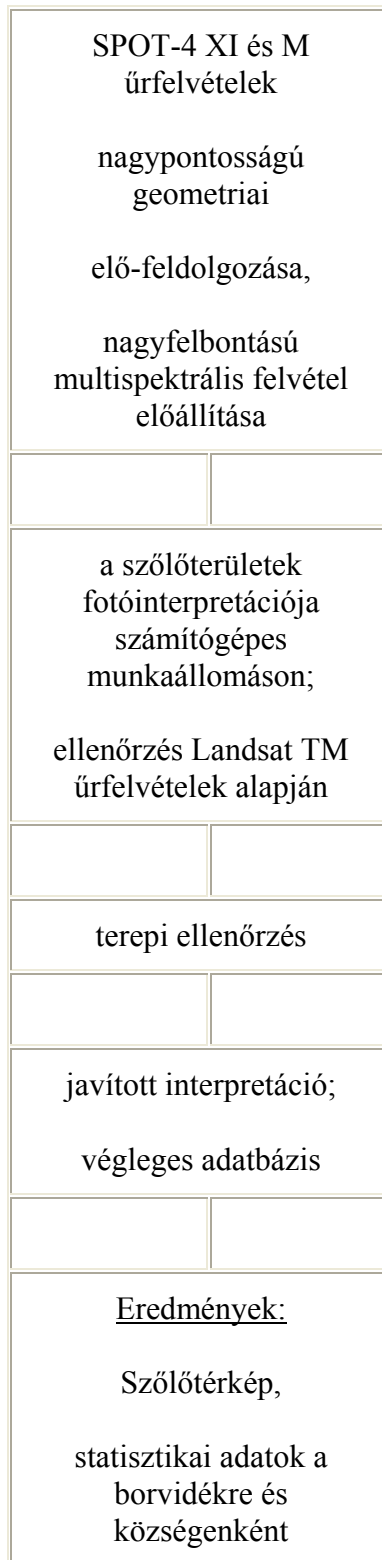 SPOT-4 XI és M
űrfelvételek
nagypontosságú
geometriai
elő-feldolgozása,
nagyfelbontású
multispektrális felvétel
előállítása
a szőlőterületek
fotóinterpretációja
számítógépes
munkaállomáson;
ellenőrzés Landsat TM
űrfelvételek alapján
terepi ellenőrzés
javított interpretáció;
végleges adatbázis
Eredmények:
Szőlőtérkép,
statisztikai adatok a
borvidékre és
községenként